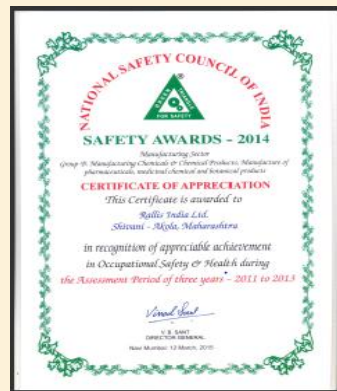 NATIONAL SAFETY COUNCIL OF INDIA
GREEN TRIANGLE
FOR SAFETY
SAFETY AWARDS - 2014
Manufacturing Sector
Group B: Manufacturing Chemicals & Chemical Products, Manufacture of
pharmaceuticals, medicinal chemical and botanical products
CERTIFICATE OF APPRECIATION
This Certificate is awarded to
Rallis India Ltd.
Shivani - Akola, Maharashtra
in recognition of appreciable achievement
in Occupational Safety & Health during
the Assessment Period of three years - 2011 to 2013
V. B. SANT
DIRECTOR GENERAL
Navi Mumbai: 12 March, 2015